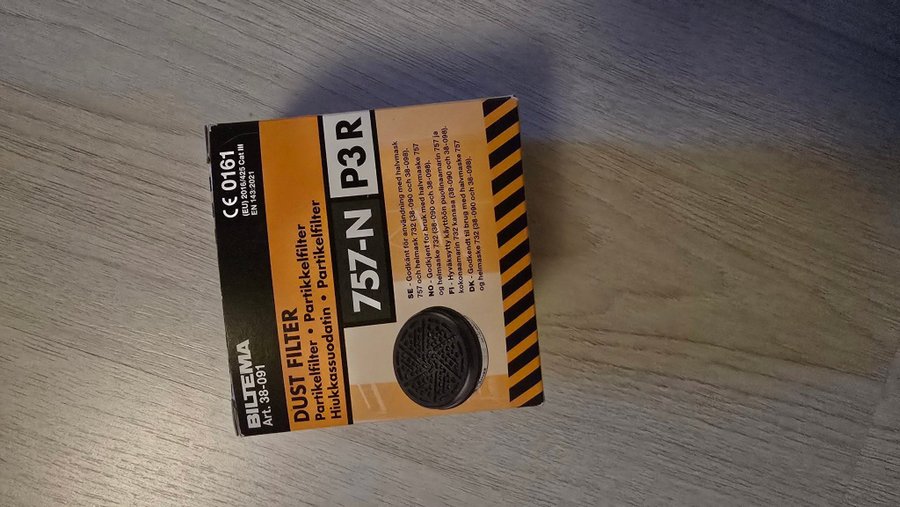 BILTEMA
Art. 38-091
CE 0161
(EU) 2016/425 Cat III
EN 143:2021
DUST FILTER
Partikelfilter • Partikkelfilter
Hiukkassuodatin • Partikelfilter
757-N P3 R
SE - Godkänt för användning med halvmask
757 och helmask 732 (38-090 och 38-098).
NO - Godkjent for bruk med halvmaske 757
og helmaske 732 (38-090 och 38-098).
FI - Hyväksytty käyttöön puolinaamarin 757 ja
kokonaamarin 732 kanssa (38-090 och 38-098).
DK - Godkendt til brug med halvmaske 757
og helmaske 732 (38-090 och 38-098).